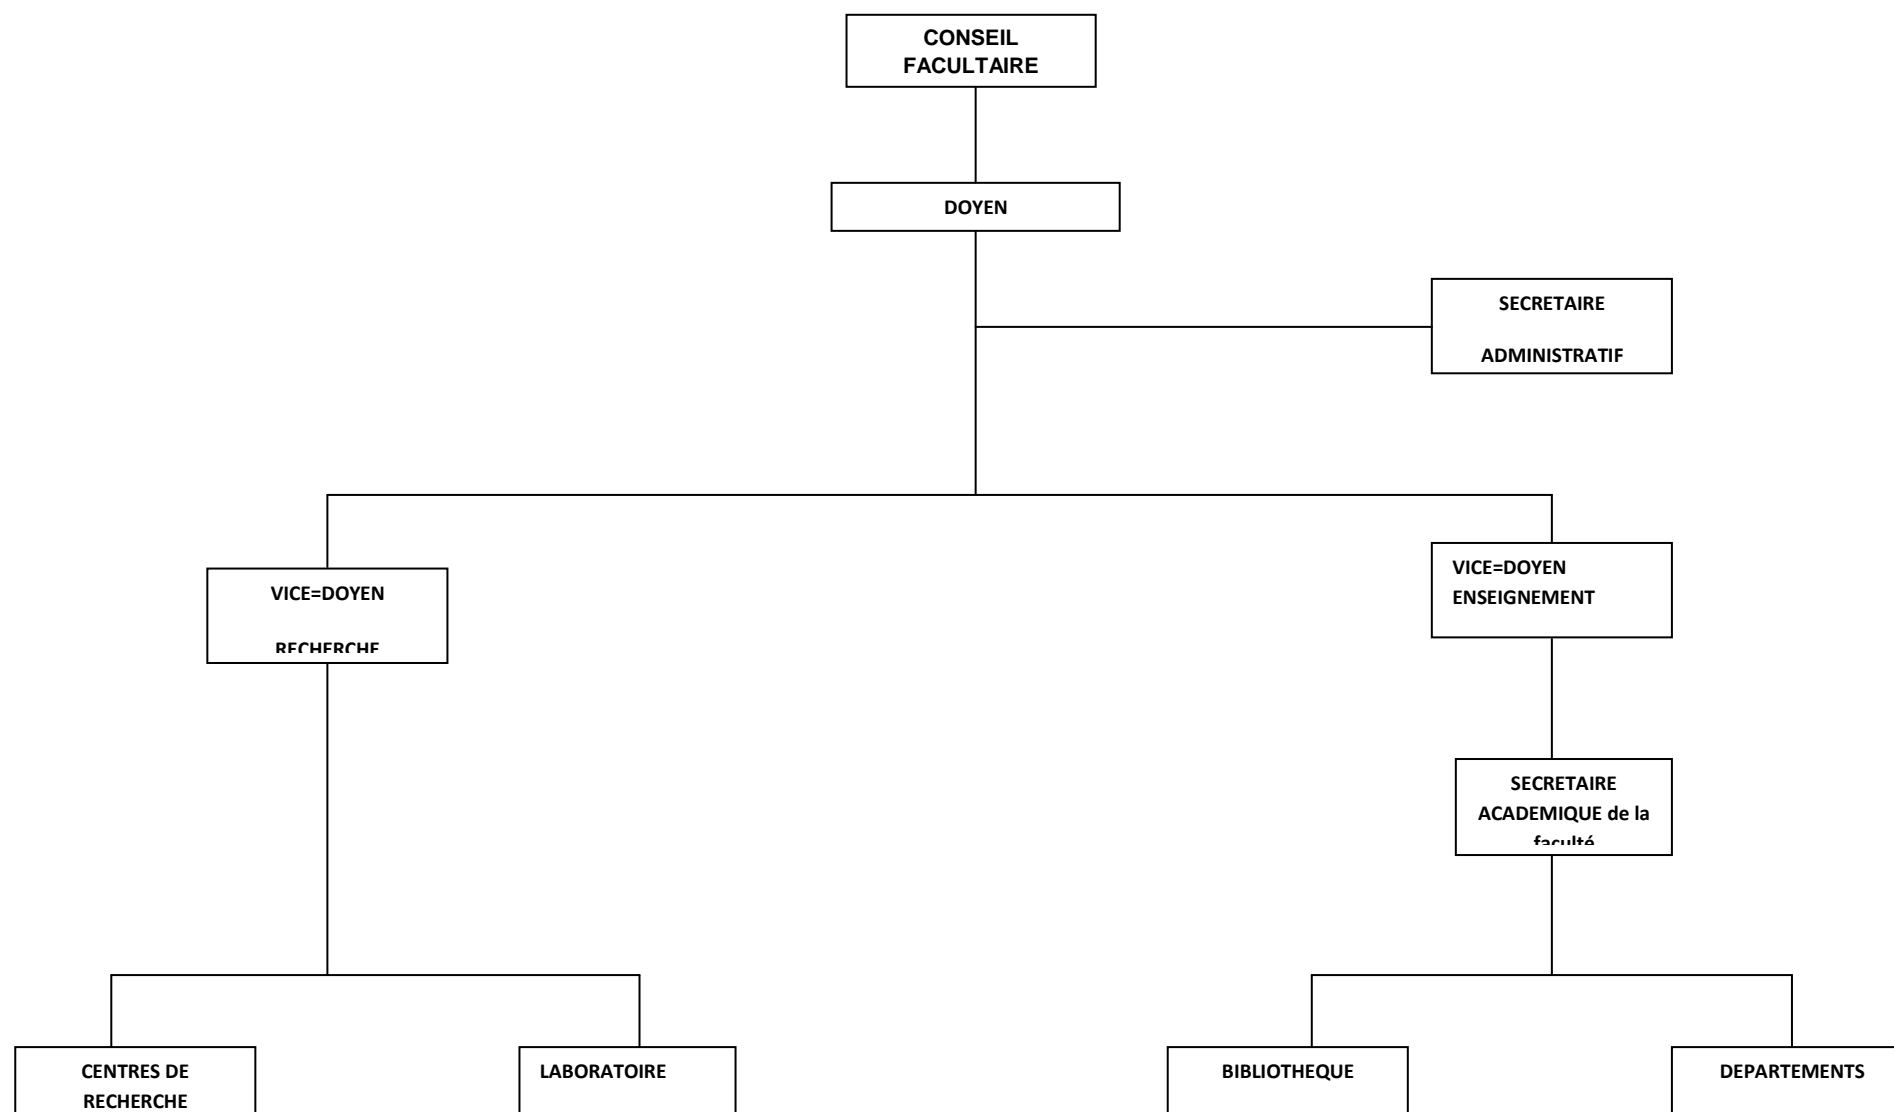 CONSEIL
FACULTAIRE
DOYEN
SECRETAIRE
ADMINISTRATIF
VICE=DOYEN
RECHERCHE
VICE=DOYEN
ENSEIGNEMENT
SECRETAIRE
ACADEMIQUE de la
faculté
CENTRES DE
RECHERCHE
LABORATOIRE
BIBLIOTHEQUE
DEPARTEMENTS